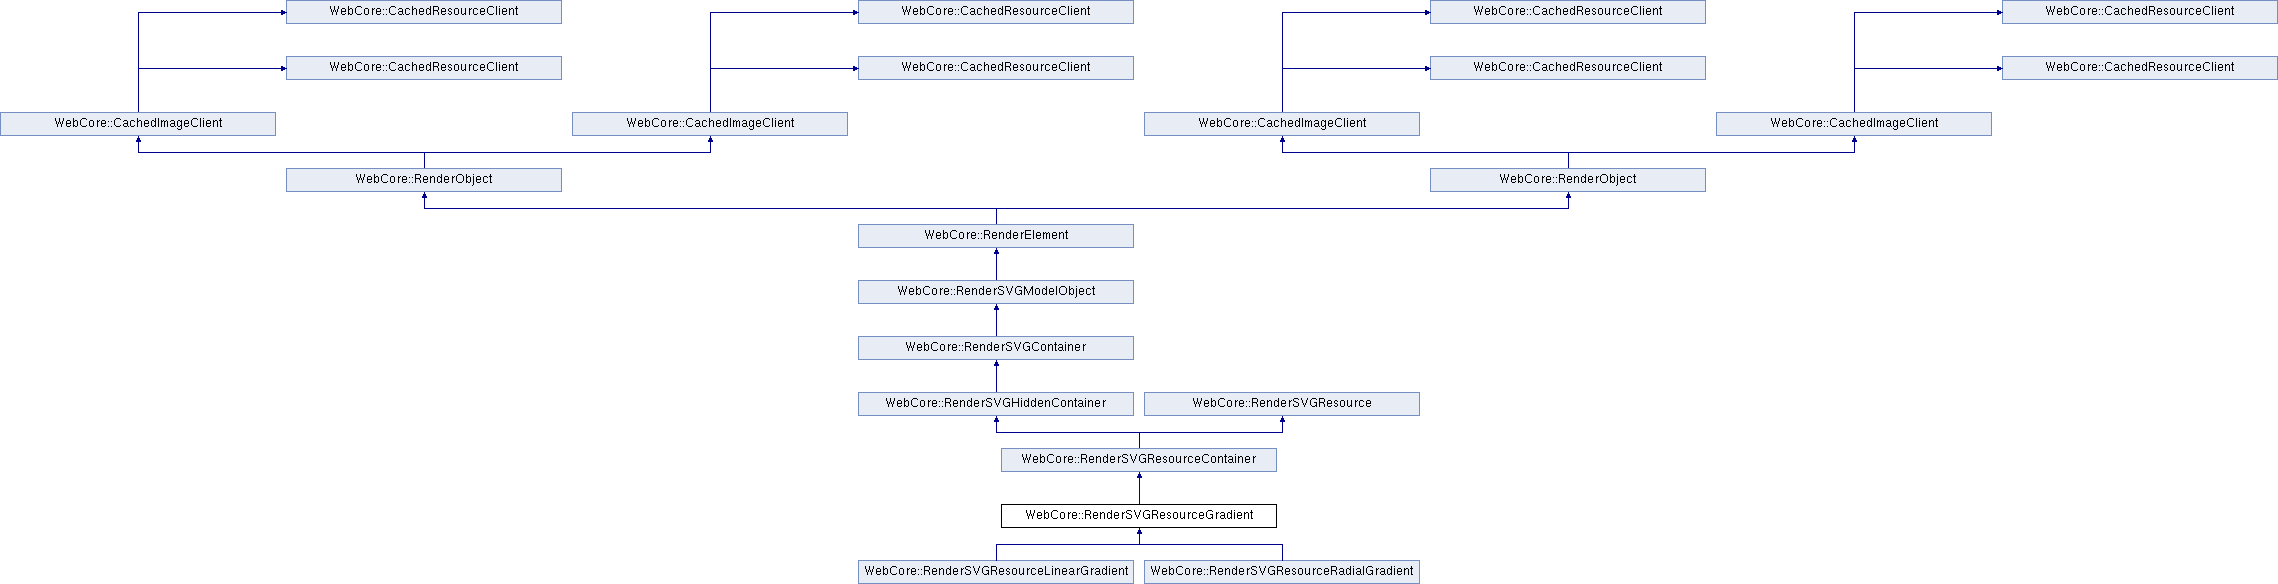 WebCore::CachedResourceClient
WebCore::CachedResourceClient
WebCore::CachedResourceClient
WebCore::CachedResourceClient
WebCore::CachedResourceClient
WebCore::CachedResourceClient
WebCore::CachedResourceClient
WebCore::CachedResourceClient
WebCore::CachedImageClient
WebCore::CachedImageClient
WebCore::CachedImageClient
WebCore::CachedImageClient
WebCore::RenderObject
WebCore::RenderObject
WebCore::RenderElement
WebCore::RenderSVGModelObject
WebCore::RenderSVGContainer
WebCore::RenderSVGHiddenContainer
WebCore::RenderSVGResource
WebCore::RenderSVGResourceContainer
WebCore::RenderSVGResourceGradient
WebCore::RenderSVGResourceLinearGradient
WebCore::RenderSVGResourceRadialGradient